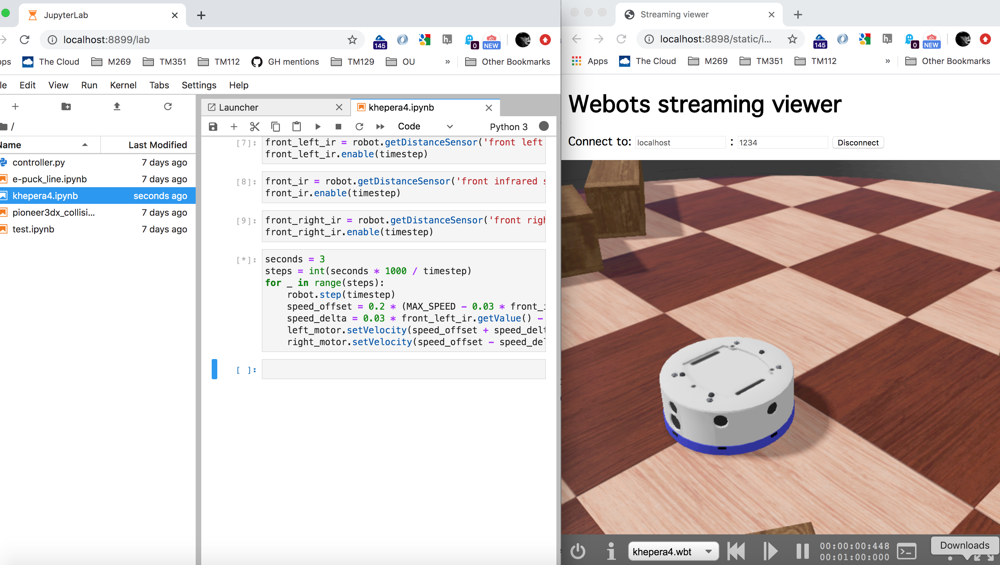 JupyterLab
localhost:8899/lab
145
0
NEW
The Cloud
M269
TM351
TM112
GH mentions
TM129
OU
»
Other Bookmarks
Edit
View
Run
Kernel
Tabs
Settings
Help
/
Last Modified
controller.py 7 days ago
e-puck_line.ipynb 7 days ago
khepera4.ipynb seconds ago
pioneer3dx_collisi... 7 days ago
test.ipynb 7 days ago
Launcher
khepera4.ipynb
Code
Python 3
[7]: front_left_ir = robot.getDistanceSensor('front left
front_left_ir.enable(timestep)
[8]: front_ir = robot.getDistanceSensor('front infrared s
front_ir.enable(timestep)
[9]: front_right_ir = robot.getDistanceSensor('front righ
front_right_ir.enable(timestep)
[*]: seconds = 3
steps = int(seconds * 1000 / timestep)
for _ in range(steps):
robot.step(timestep)
speed_offset = 0.2 * (MAX_SPEED - 0.03 * front_i
speed_delta = 0.03 * front_left_ir.getValue() -
left_motor.setVelocity(speed_offset + speed_delt
right_motor.setVelocity(speed_offset - speed_del
[ ]:
Streaming viewer
localhost:8898/static/i...
145
0
NEW
Apps
The Cloud
M269
TM351
TM112
»
Other Bookmarks
Webots streaming viewer
Connect to: localhost : 1234 Disconnect
khepera4.wbt
00:00:00:448
00:01:00:000
Downloads